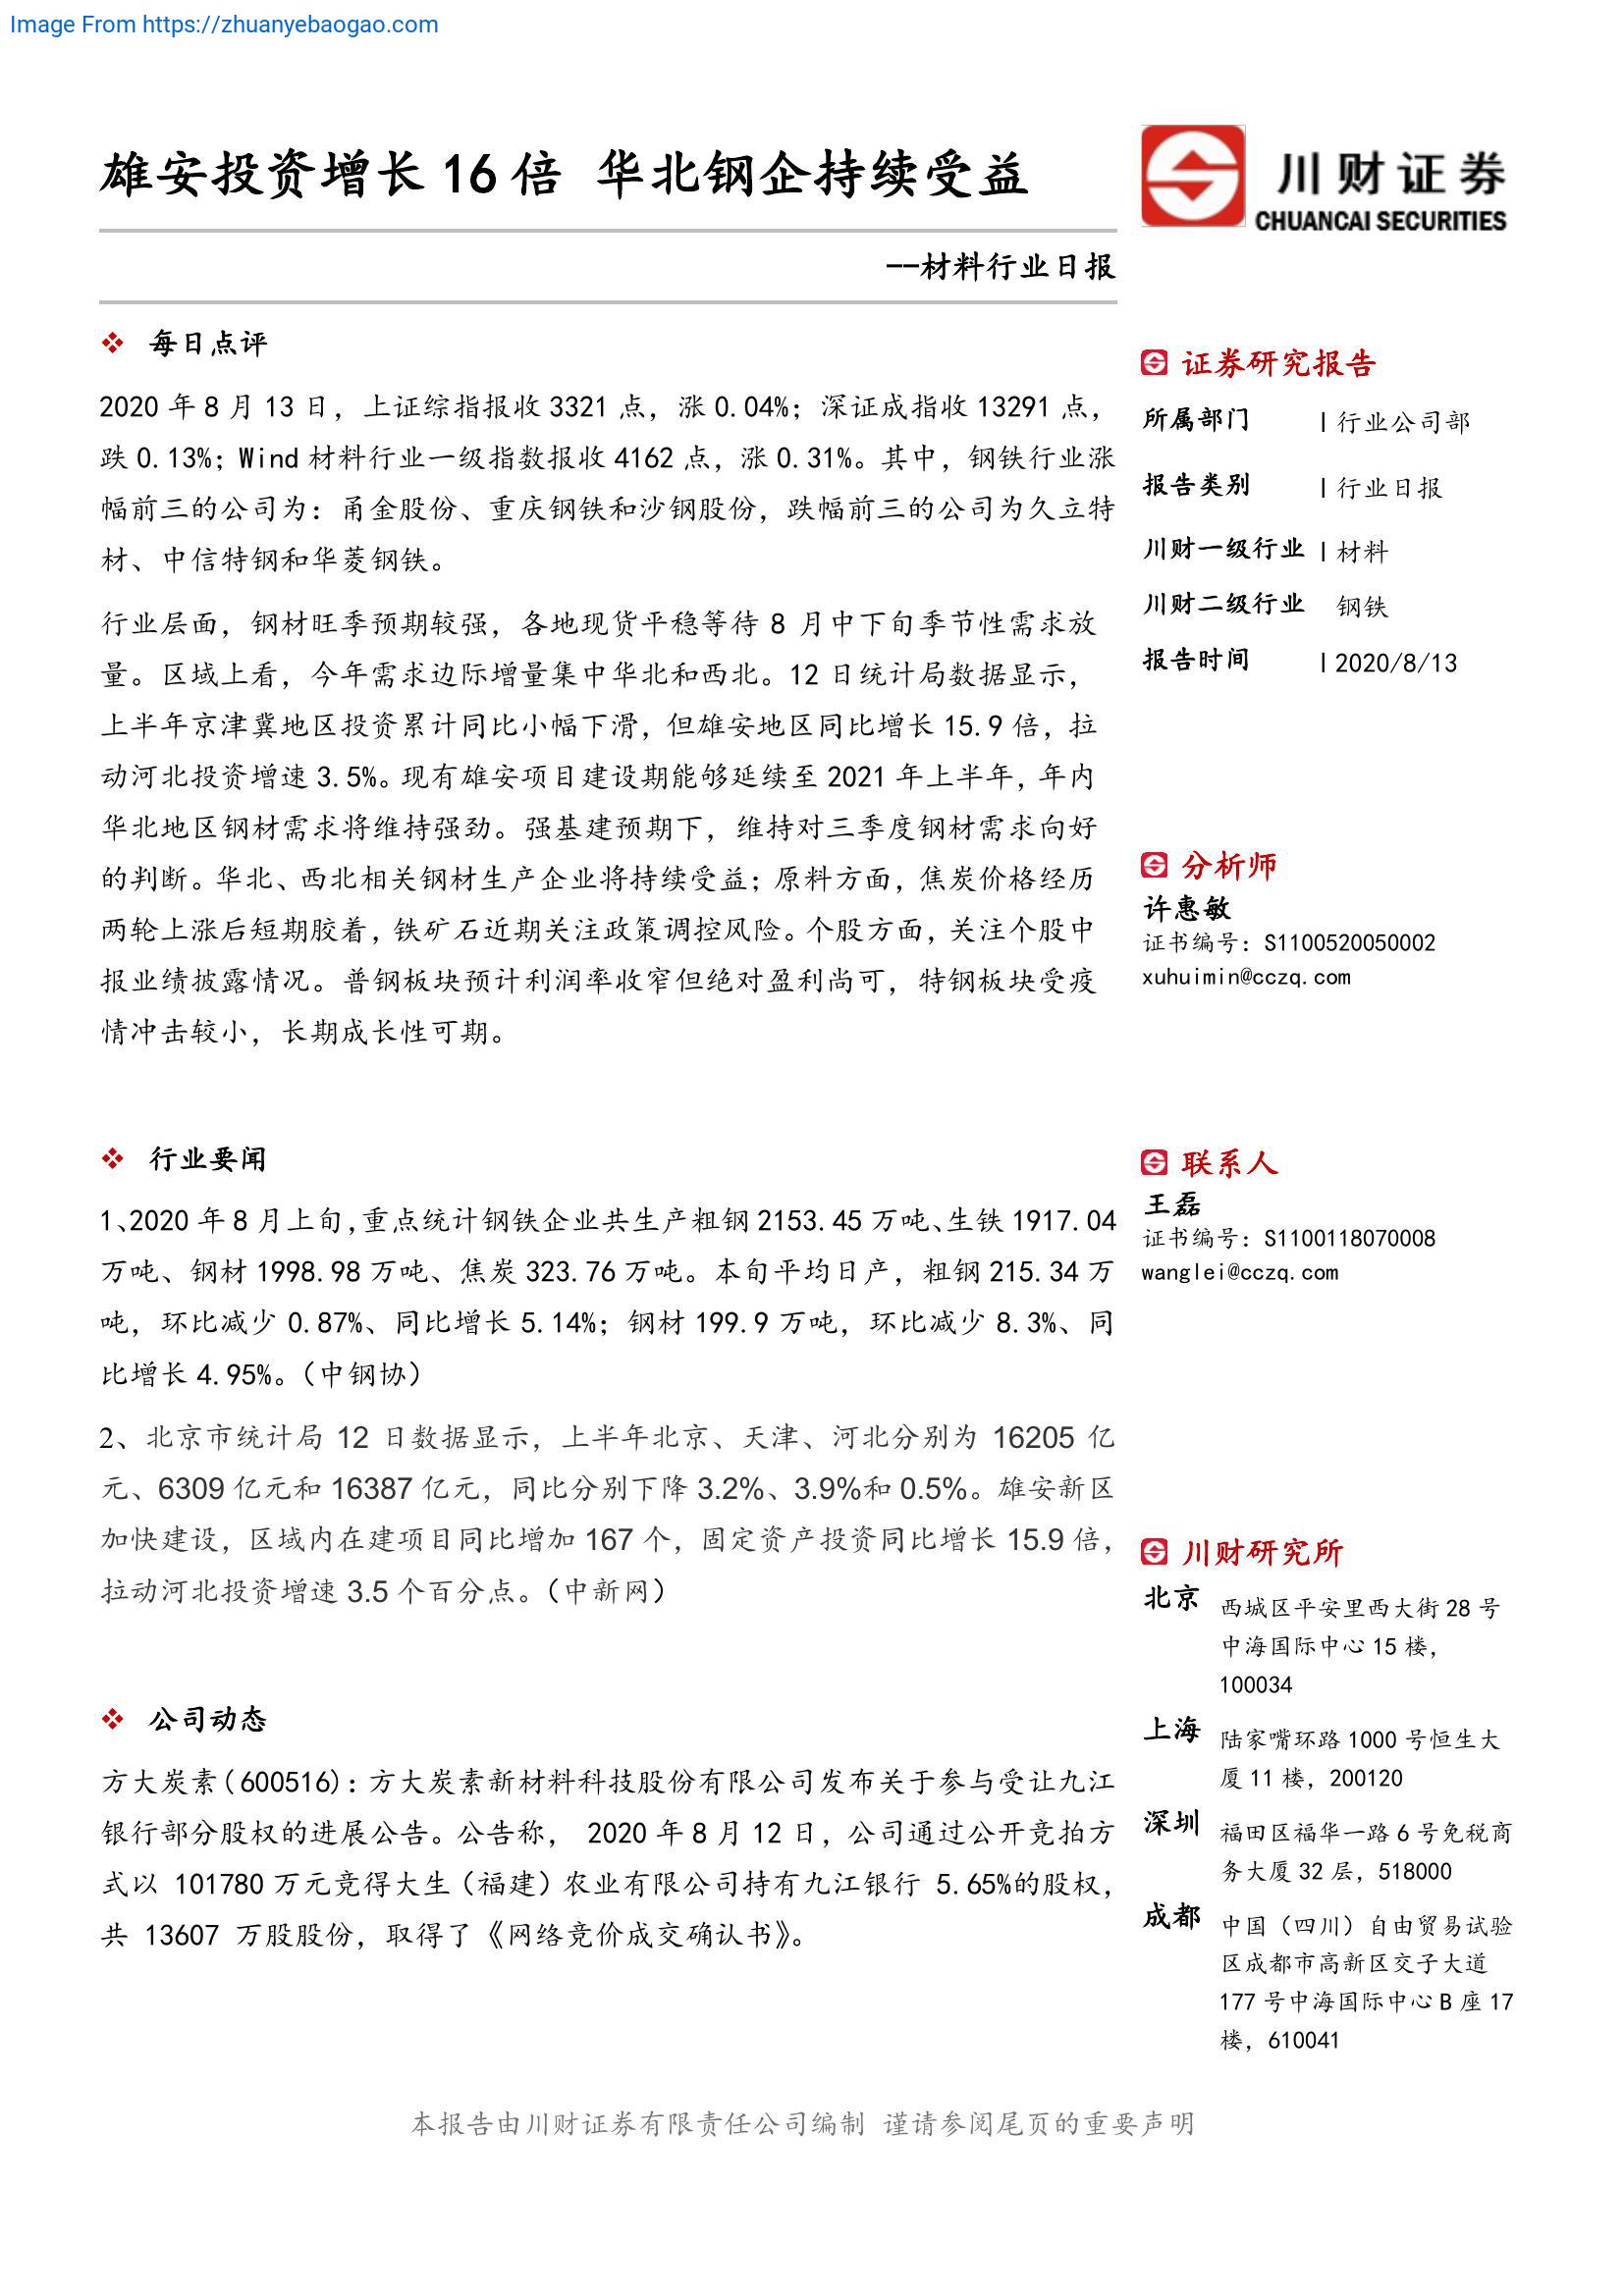 Image From https://zhuanyebaogao.com
雄安投资增长 16 倍 华北钢企持续受益
川财证券
CHUANCAI SECURITIES
--材料行业日报
每日点评
2020 年 8 月 13 日，上证综指报收 3321 点，涨 0.04%；深证成指收 13291 点，
跌 0.13%；Wind 材料行业一级指数报收 4162 点，涨 0.31%。其中，钢铁行业涨
幅前三的公司为：甬金股份、重庆钢铁和沙钢股份，跌幅前三的公司为久立特
材、中信特钢和华菱钢铁。
行业层面，钢材旺季预期较强，各地现货平稳等待 8 月中下旬季节性需求放
量。区域上看，今年需求边际增量集中华北和西北。12 日统计局数据显示，
上半年京津冀地区投资累计同比小幅下滑，但雄安地区同比增长 15.9 倍，拉
动河北投资增速 3.5%。现有雄安项目建设期能够延续至 2021 年上半年，年内
华北地区钢材需求将维持强劲。强基建预期下，维持对三季度钢材需求向好
的判断。华北、西北相关钢材生产企业将持续受益；原料方面，焦炭价格经历
两轮上涨后短期胶着，铁矿石近期关注政策调控风险。个股方面，关注个股中
报业绩披露情况。普钢板块预计利润率收窄但绝对盈利尚可，特钢板块受疫
情冲击较小，长期成长性可期。
行业要闻
1、2020 年 8 月上旬，重点统计钢铁企业共生产粗钢 2153.45 万吨、生铁 1917.04
万吨、钢材 1998.98 万吨、焦炭 323.76 万吨。本旬平均日产，粗钢 215.34 万
吨，环比减少 0.87%、同比增长 5.14%；钢材 199.9 万吨，环比减少 8.3%、同
比增长 4.95%。（中钢协）
2、北京市统计局 12 日数据显示，上半年北京、天津、河北分别为 16205 亿
元、6309 亿元和 16387 亿元，同比分别下降 3.2%、3.9%和 0.5%。雄安新区
加快建设，区域内在建项目同比增加 167 个，固定资产投资同比增长 15.9 倍，
拉动河北投资增速 3.5 个百分点。（中新网）
公司动态
方大炭素（600516）：方大炭素新材料科技股份有限公司发布关于参与受让九江
银行部分股权的进展公告。公告称， 2020 年 8 月 12 日，公司通过公开竞拍方
式以 101780 万元竞得大生（福建）农业有限公司持有九江银行 5.65%的股权，
共 13607 万股股份，取得了《网络竞价成交确认书》。
证券研究报告
所属部门 | 行业公司部
报告类别 | 行业日报
川财一级行业 | 材料
川财二级行业 钢铁
报告时间 | 2020/8/13
分析师
许惠敏
证书编号：S1100520050002
xuhuimin@cczq.com
联系人
王磊
证书编号：S1100118070008
wanglei@cczq.com
川财研究所
北京 西城区平安里西大街 28 号
中海国际中心 15 楼，
100034
上海 陆家嘴环路 1000 号恒生大
厦 11 楼，200120
深圳 福田区福华一路 6 号免税商
务大厦 32 层，518000
成都 中国（四川）自由贸易试验
区成都市高新区交子大道
177 号中海国际中心 B 座 17
楼，610041
本报告由川财证券有限责任公司编制 谨请参阅尾页的重要声明